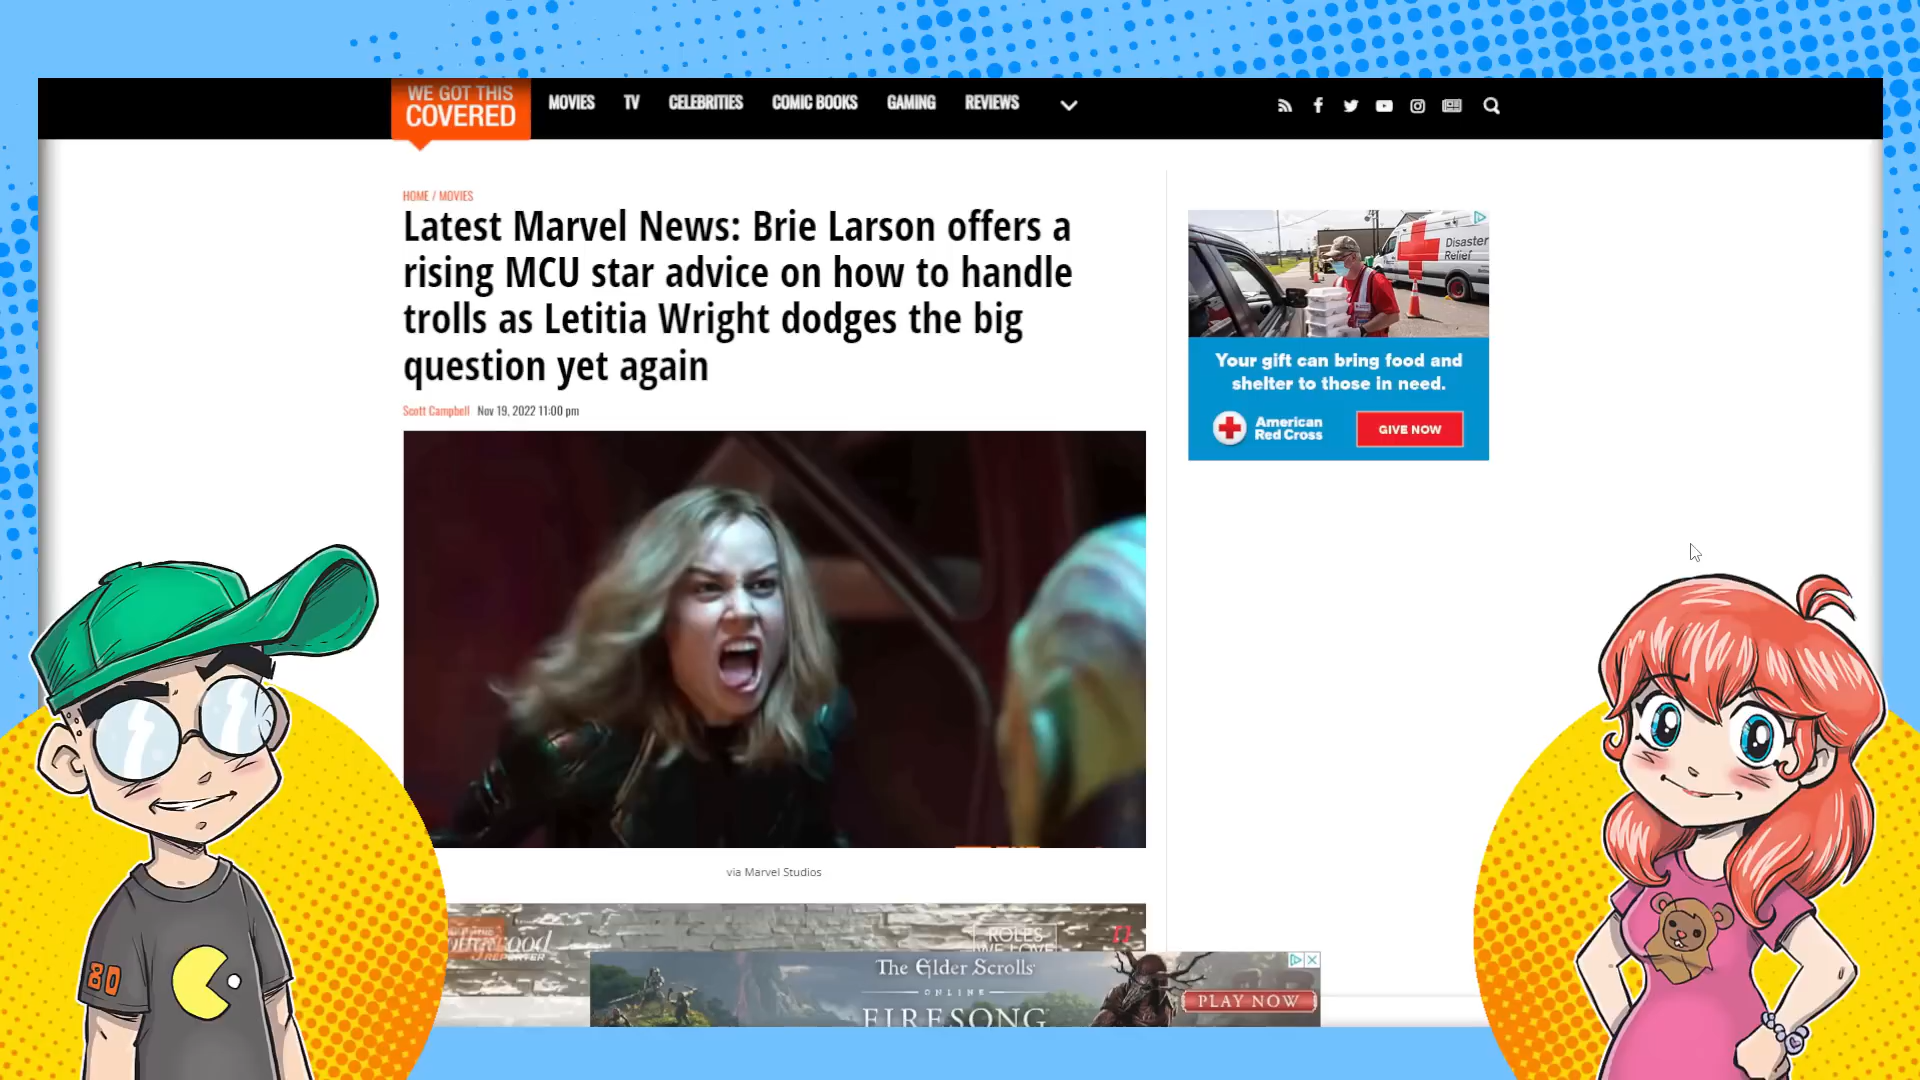 WE GOT THIS
COVERED
MOVIES TV CELEBRITIES COMIC BOOKS GAMING REVIEWS
HOME / MOVIES
Latest Marvel News: Brie Larson offers a
rising MCU star advice on how to handle
trolls as Letitia Wright dodges the big
question yet again
Scott Campbell Nov 19, 2022 11:00 pm
Disaster
Relief
Your gift can bring food and
shelter to those in need.
American
Red Cross
GIVE NOW
via Marvel Studios
REPORTER
ROLES
WE LOVE
The Elder Scrolls
ONLINE
FIRESONG
PLAY NOW
80